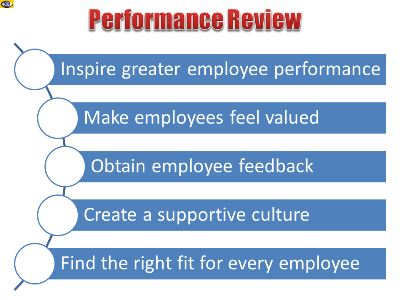 Performance Review
Inspire greater employee performance
Make employees feel valued
Obtain employee feedback
Create a supportive culture
Find the right fit for every employee